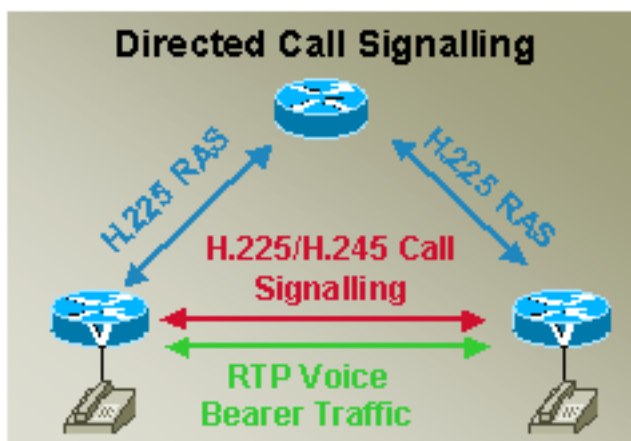 Directed Call Signalling
H.225 RAS
H.225 RAS
H.225/H.245 Call
Signalling
V
V
RTP Voice
Bearer Traffic